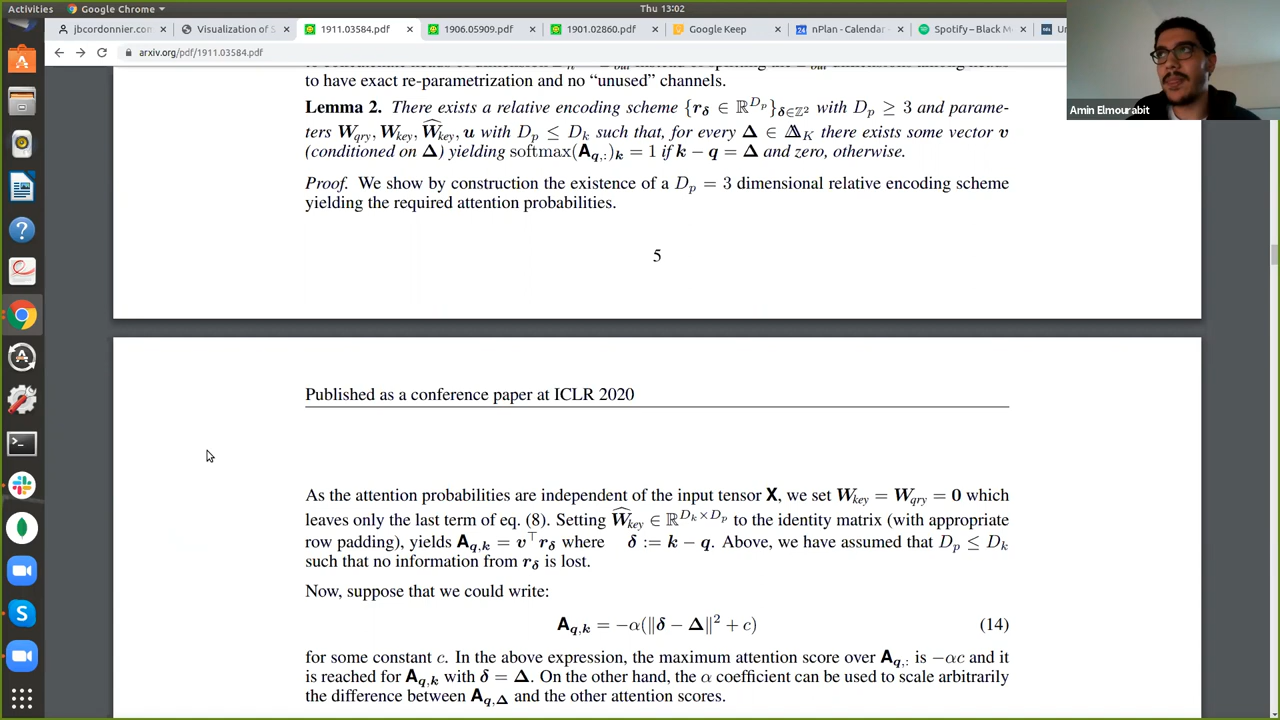 Activities
Google Chrome
Thu 13:02
jbcordonnier.com
Visualization of S
1911.03584.pdf
1906.05909.pdf
1901.02860.pdf
Google Keep
nPlan - Calendar
Spotify – Black M
Un
arxiv.org/pdf/1911.03584.pdf
Amin Elmourabit
to have exact re-parametrization and no “unused” channels.
Lemma 2. There exists a relative encoding scheme {r_δ ∈ ℝ^{D_p}}_{δ∈ℤ²} with D_p ≥ 3 and parame-
ters W_qry, W_key, Ŵ_key, u with D_p ≤ D_k such that, for every Δ ∈ 𝚫_K there exists some vector v
(conditioned on Δ) yielding softmax(A_{q,:})_k = 1 if k − q = Δ and zero, otherwise.
Proof. We show by construction the existence of a D_p = 3 dimensional relative encoding scheme
yielding the required attention probabilities.
5
Published as a conference paper at ICLR 2020
As the attention probabilities are independent of the input tensor X, we set W_key = W_qry = 0 which
leaves only the last term of eq. (8). Setting Ŵ_key ∈ ℝ^{D_k×D_p} to the identity matrix (with appropriate
row padding), yields A_{q,k} = v^⊤r_δ where δ := k − q. Above, we have assumed that D_p ≤ D_k
such that no information from r_δ is lost.
Now, suppose that we could write:
A_{q,k} = −α(‖δ − Δ‖² + c) (14)
for some constant c. In the above expression, the maximum attention score over A_{q,:} is −αc and it
is reached for A_{q,k} with δ = Δ. On the other hand, the α coefficient can be used to scale arbitrarily
the difference between A_{q,Δ} and the other attention scores.